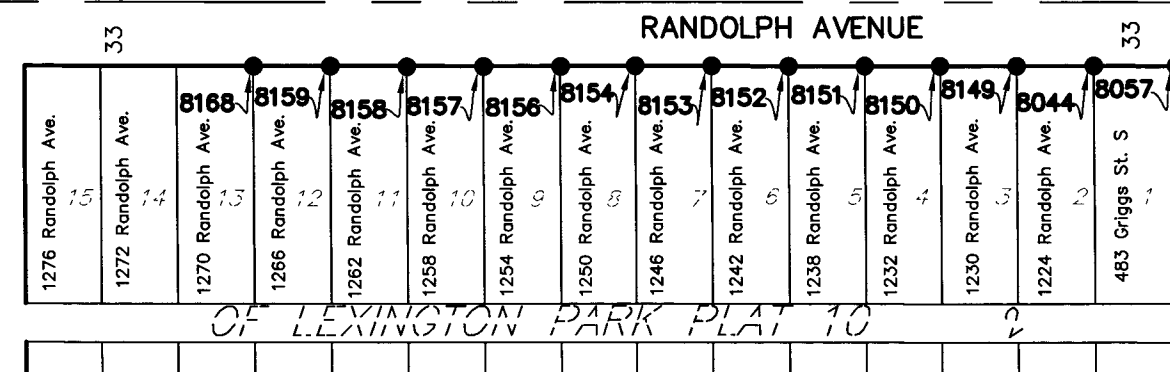 RANDOLPH AVENUE
33
33
8168
8159
8158
8157
8156
8154
8153
8152
8151
8150
8149
8044
8057
1276 Randolph Ave.
15
1272 Randolph Ave.
14
1270 Randolph Ave.
13
1266 Randolph Ave.
12
1262 Randolph Ave.
11
1258 Randolph Ave.
10
1254 Randolph Ave.
9
1250 Randolph Ave.
8
1246 Randolph Ave.
7
1242 Randolph Ave.
6
1238 Randolph Ave.
5
1232 Randolph Ave.
4
1230 Randolph Ave.
3
1224 Randolph Ave.
2
483 Griggs St. S
1
OF LEXINGTON PARK PLAT 10 2